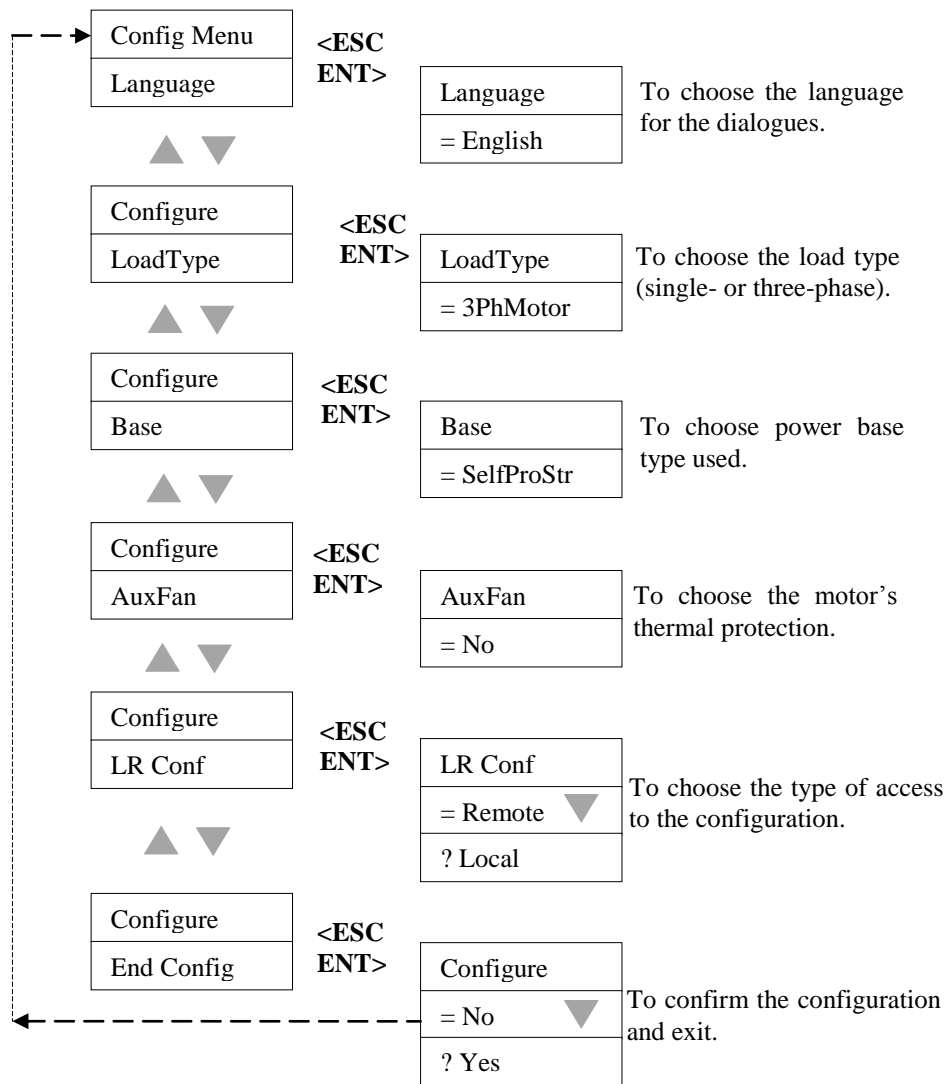 Config Menu
Language
<ESC
ENT>
Language
= English
To choose the language
for the dialogues.
Configure
LoadType
<ESC
ENT>
LoadType
= 3PhMotor
To choose the load type
(single- or three-phase).
Configure
Base
<ESC
ENT>
Base
= SelfProStr
To choose power base
type used.
Configure
AuxFan
<ESC
ENT>
AuxFan
= No
To choose the motor’s
thermal protection.
Configure
LR Conf
<ESC
ENT>
LR Conf
= Remote
? Local
To choose the type of access
to the configuration.
Configure
End Config
<ESC
ENT>
Configure
= No
? Yes
To confirm the configuration
and exit.